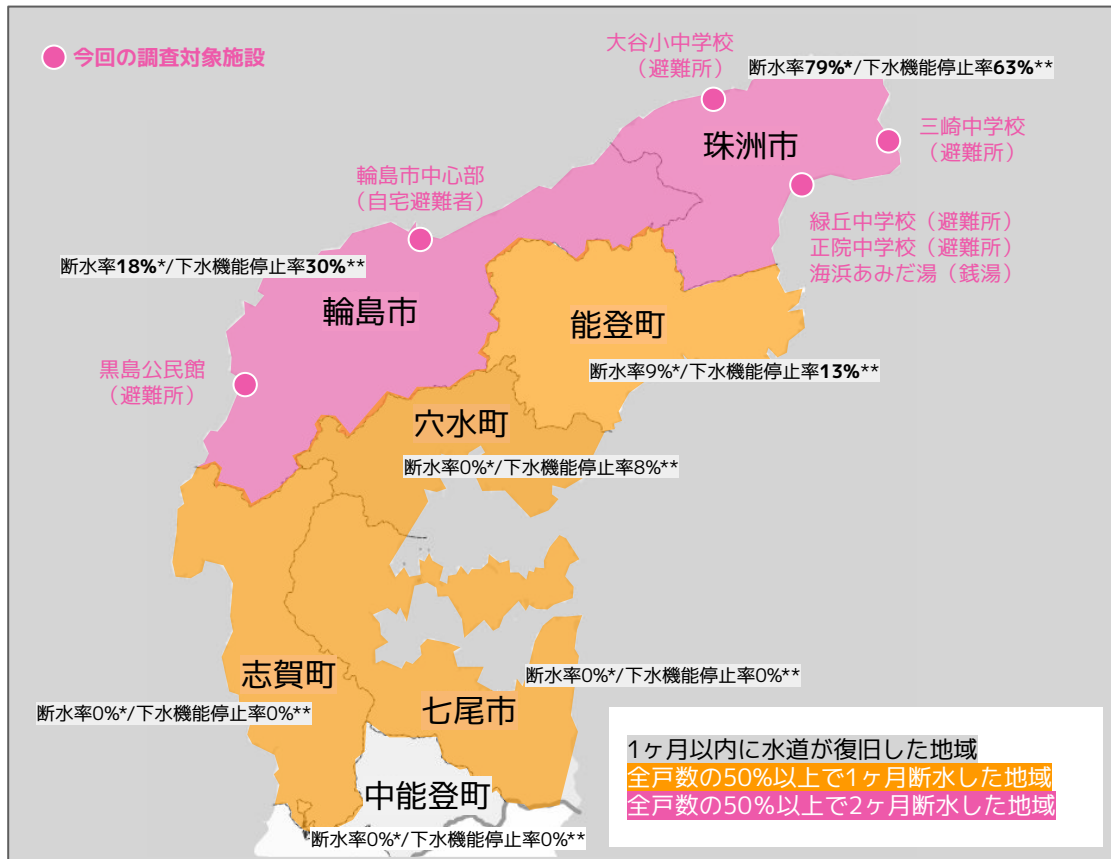 今回の調査対象施設
大谷小中学校
（避難所）
断水率79%*/下水機能停止率63%**
三崎中学校
（避難所）
珠洲市
輪島市中心部
（自宅避難者）
緑丘中学校（避難所）
正院中学校（避難所）
海浜あみだ湯（銭湯）
断水率18%*/下水機能停止率30%**
輪島市
能登町
黒島公民館
（避難所）
断水率9%*/下水機能停止率13%**
穴水町
断水率0%*/下水機能停止率8%**
志賀町
断水率0%*/下水機能停止率0%**
七尾市
断水率0%*/下水機能停止率0%**
中能登町
断水率0%*/下水機能停止率0%**
1ヶ月以内に水道が復旧した地域
全戸数の50%以上で1ヶ月断水した地域
全戸数の50%以上で2ヶ月断水した地域